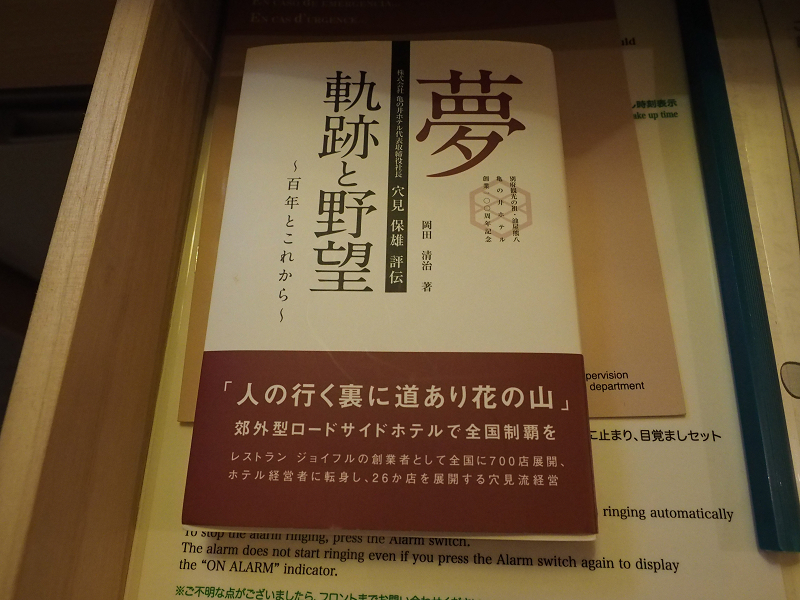 EN CAS D'URGENCE
夢
軌跡と野望
〜百年とこれから〜
株式会社 亀の井ホテル代表取締役社長 穴見 保雄 評伝
別府観光の祖・油屋熊八
亀の井ホテル
創業一〇〇周年記念
岡田 清治 著
「人の行く裏に道あり花の山」
郊外型ロードサイドホテルで全国制覇を
レストラン ジョイフルの創業者として全国に700店展開、
ホテル経営者に転身し、26か店を展開する穴見流経営
時刻表示
ake up time
pervision
department
に止まり、目覚ましセット
ringing automatically
To stop the alarm ringing, press the Alarm switch.
The alarm does not start ringing even if you press the Alarm switch again to display
the "ON ALARM" indicator.
※ご不明な点がございましたら、フロントまでお問い合わせくだ